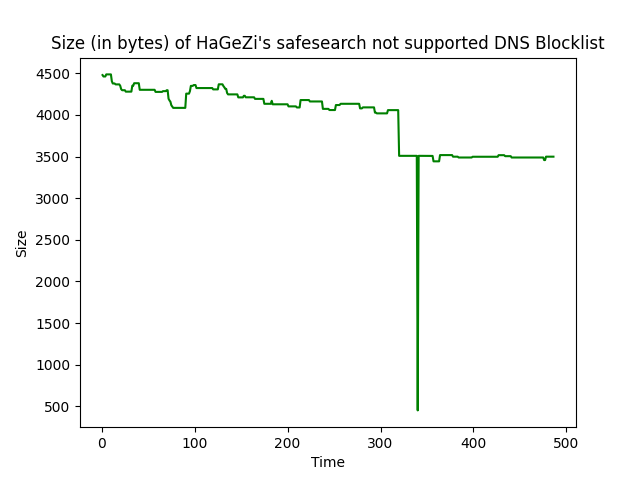 Size (in bytes) of HaGeZi's safesearch not supported DNS Blocklist
4500
4000
3500
3000
2500
2000
1500
1000
500
Size
0 100 200 300 400 500
Time